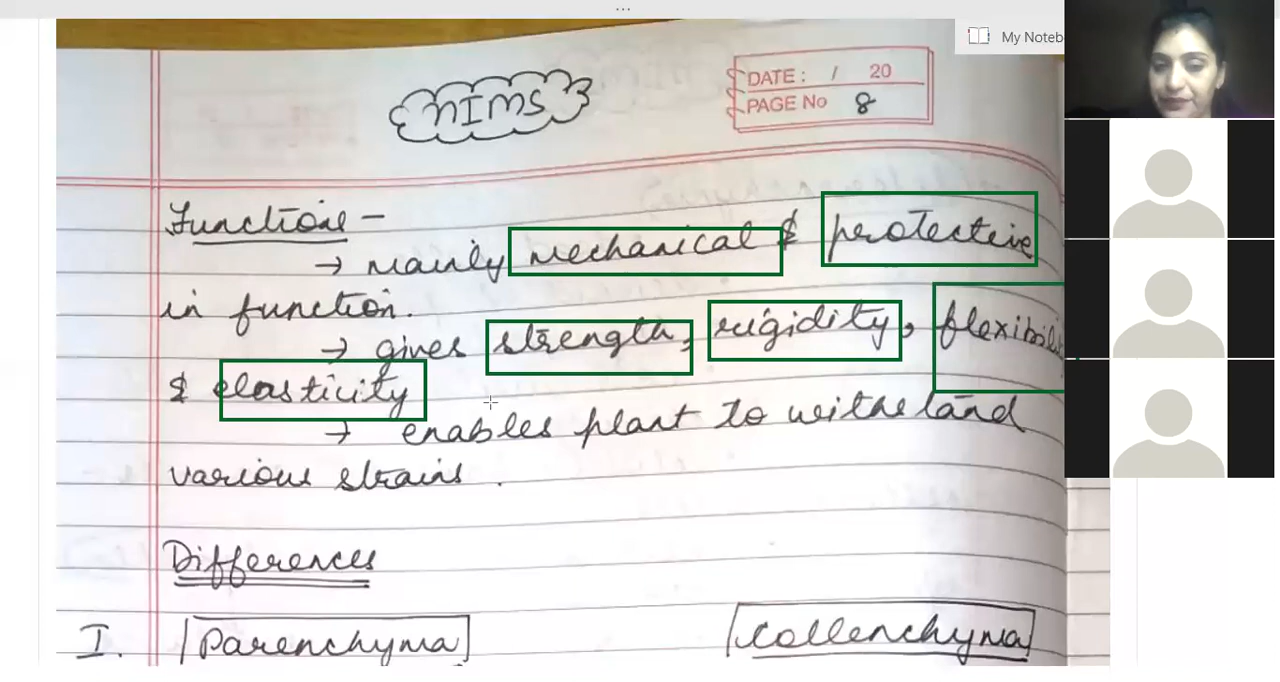 ...
My Noteb
NIMS
DATE : / 20
PAGE No 8
Function -
→ mainly mechanical & protective
in function.
→ gives strength, rigidity, flexibili
& elasticity
→ enables plant to withstand
various strains.
Differences
I. Parenchyma Collenchyma